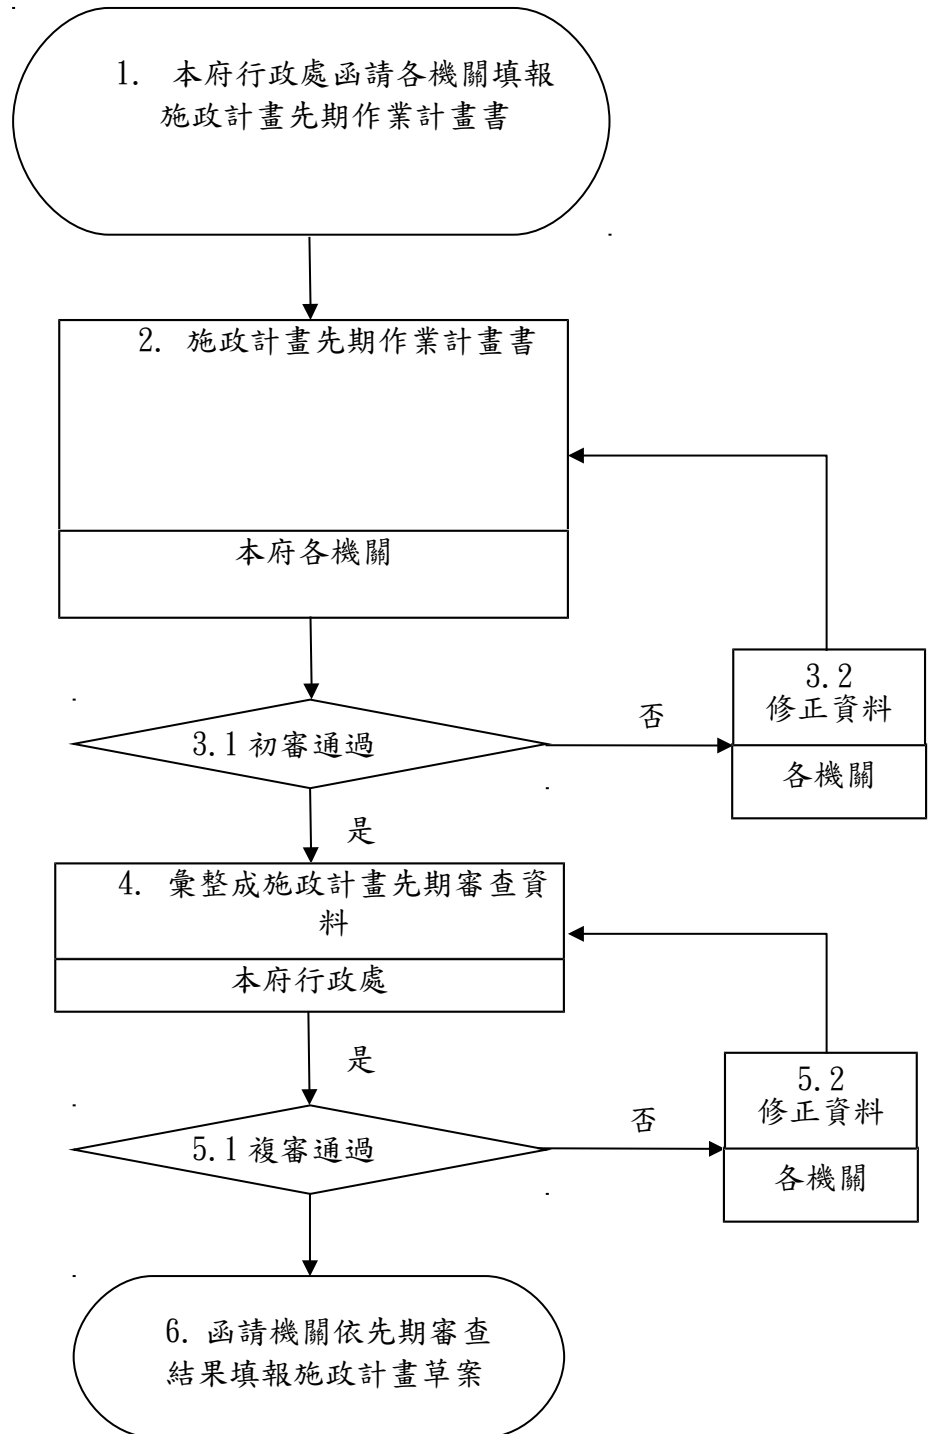 1. 本府行政處函請各機關填報
施政計畫先期作業計畫書
2. 施政計畫先期作業計畫書
本府各機關
3.1 初審通過
否
3.2
修正資料
各機關
是
4. 彙整成施政計畫先期審查資
料
本府行政處
是
5.1 複審通過
否
5.2
修正資料
各機關
6. 函請機關依先期審查
結果填報施政計畫草案